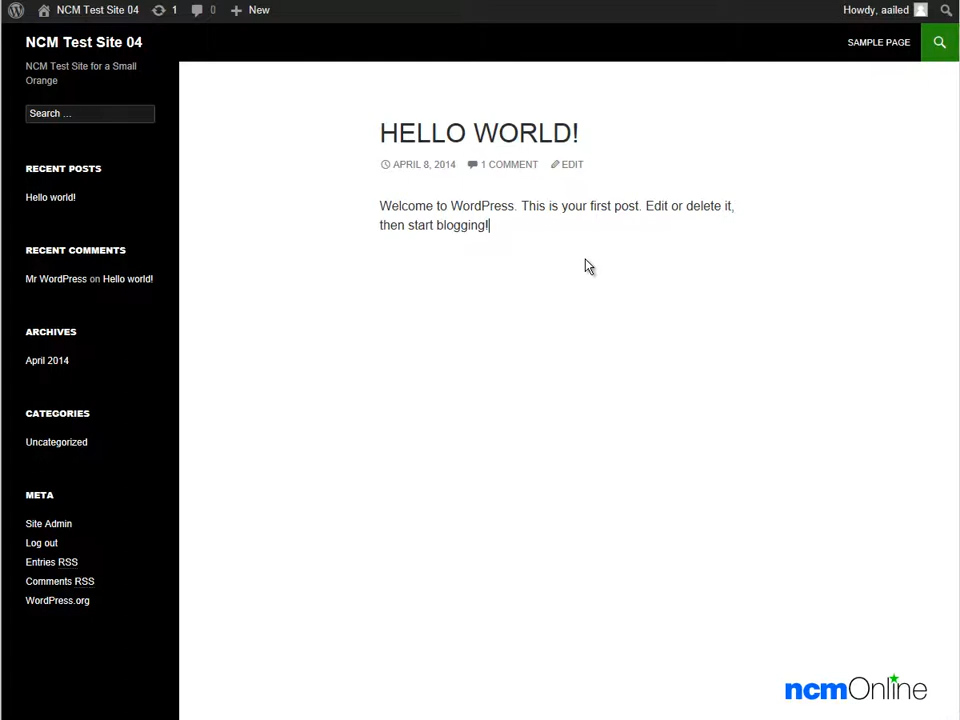 NCM Test Site 04
1
0
New
Howdy, aailed
NCM Test Site 04
SAMPLE PAGE
NCM Test Site for a Small
Orange
Search ...
RECENT POSTS
Hello world!
RECENT COMMENTS
Mr WordPress on Hello world!
ARCHIVES
April 2014
CATEGORIES
Uncategorized
META
Site Admin
Log out
Entries RSS
Comments RSS
WordPress.org
HELLO WORLD!
APRIL 8, 2014
1 COMMENT
EDIT
Welcome to WordPress. This is your first post. Edit or delete it,
then start blogging!
ncmOnline